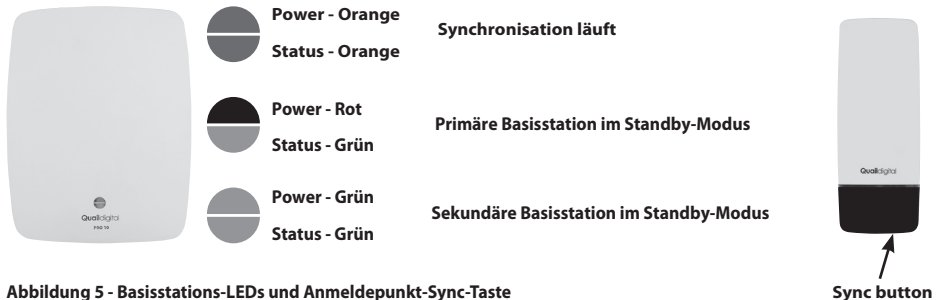 Power - Orange
Status - Orange
Synchronisation läuft
Power - Rot
Status - Grün
Primäre Basisstation im Standby-Modus
Power - Grün
Status - Grün
Sekundäre Basisstation im Standby-Modus
Qualidigital
Qualidigital
Abbildung 5 - Basisstations-LEDs und Anmeldepunkt-Sync-Taste
Sync button